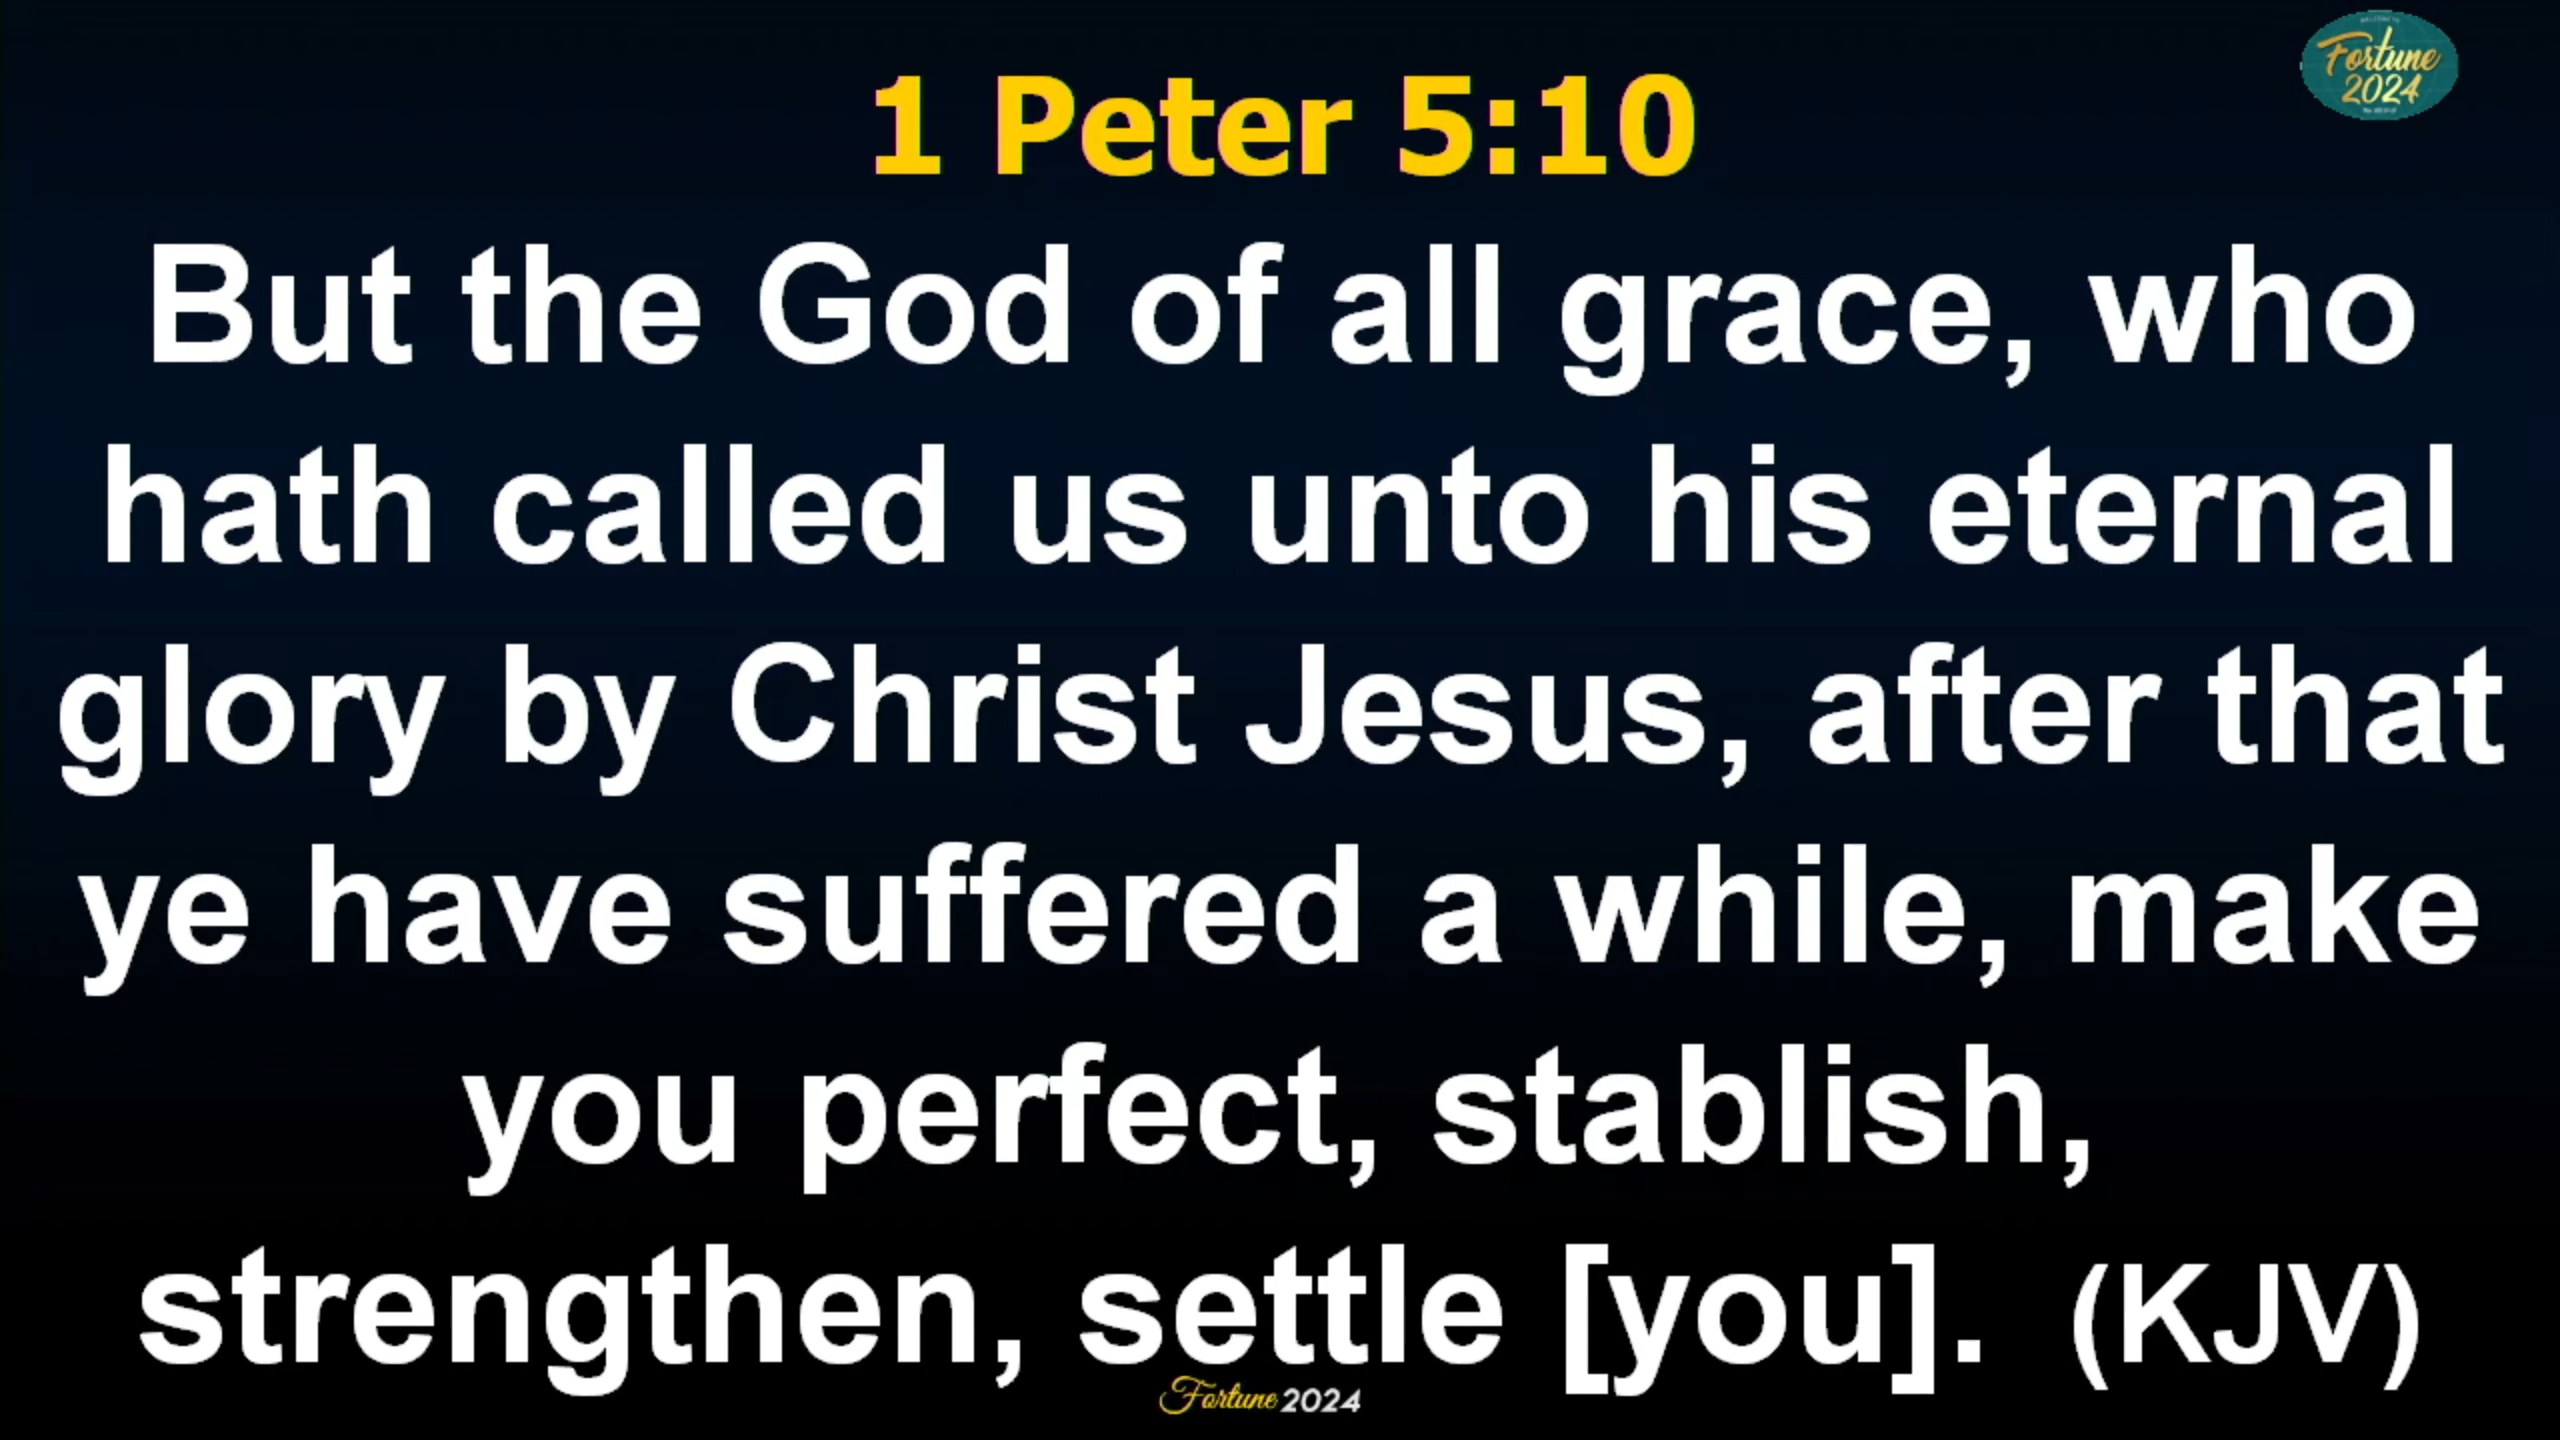 Fortune
2024
1 Peter 5:10
But the God of all grace, who
hath called us unto his eternal
glory by Christ Jesus, after that
ye have suffered a while, make
you perfect, stablish,
strengthen, settle [you]. (KJV)
Fortune 2024